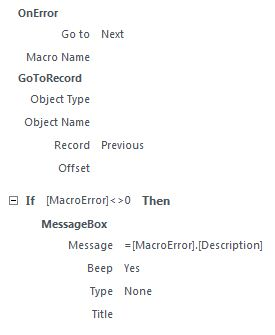 OnError
Go to Next
Macro Name
GoToRecord
Object Type
Object Name
Record Previous
Offset
If [MacroError]<>0 Then
MessageBox
Message =[MacroError].[Description]
Beep Yes
Type None
Title